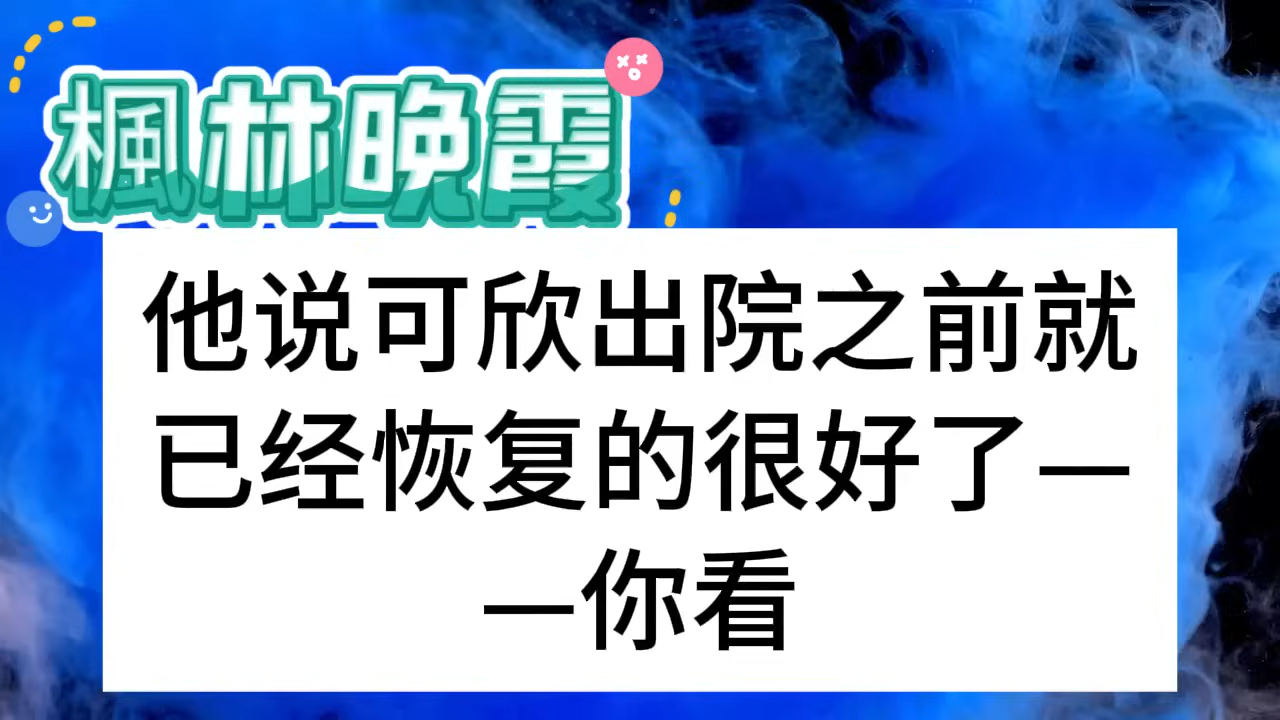 楓林晚霞
他说可欣出院之前就
已经恢复的很好了—
—你看